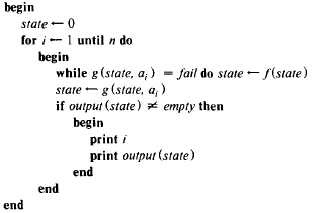 begin
state ← 0
for i ← 1 until n do
begin
while g (state, aᵢ) = fail do state ← f(state)
state ← g (state, aᵢ)
if output (state) ≠ empty then
begin
print i
print output (state)
end
end
end